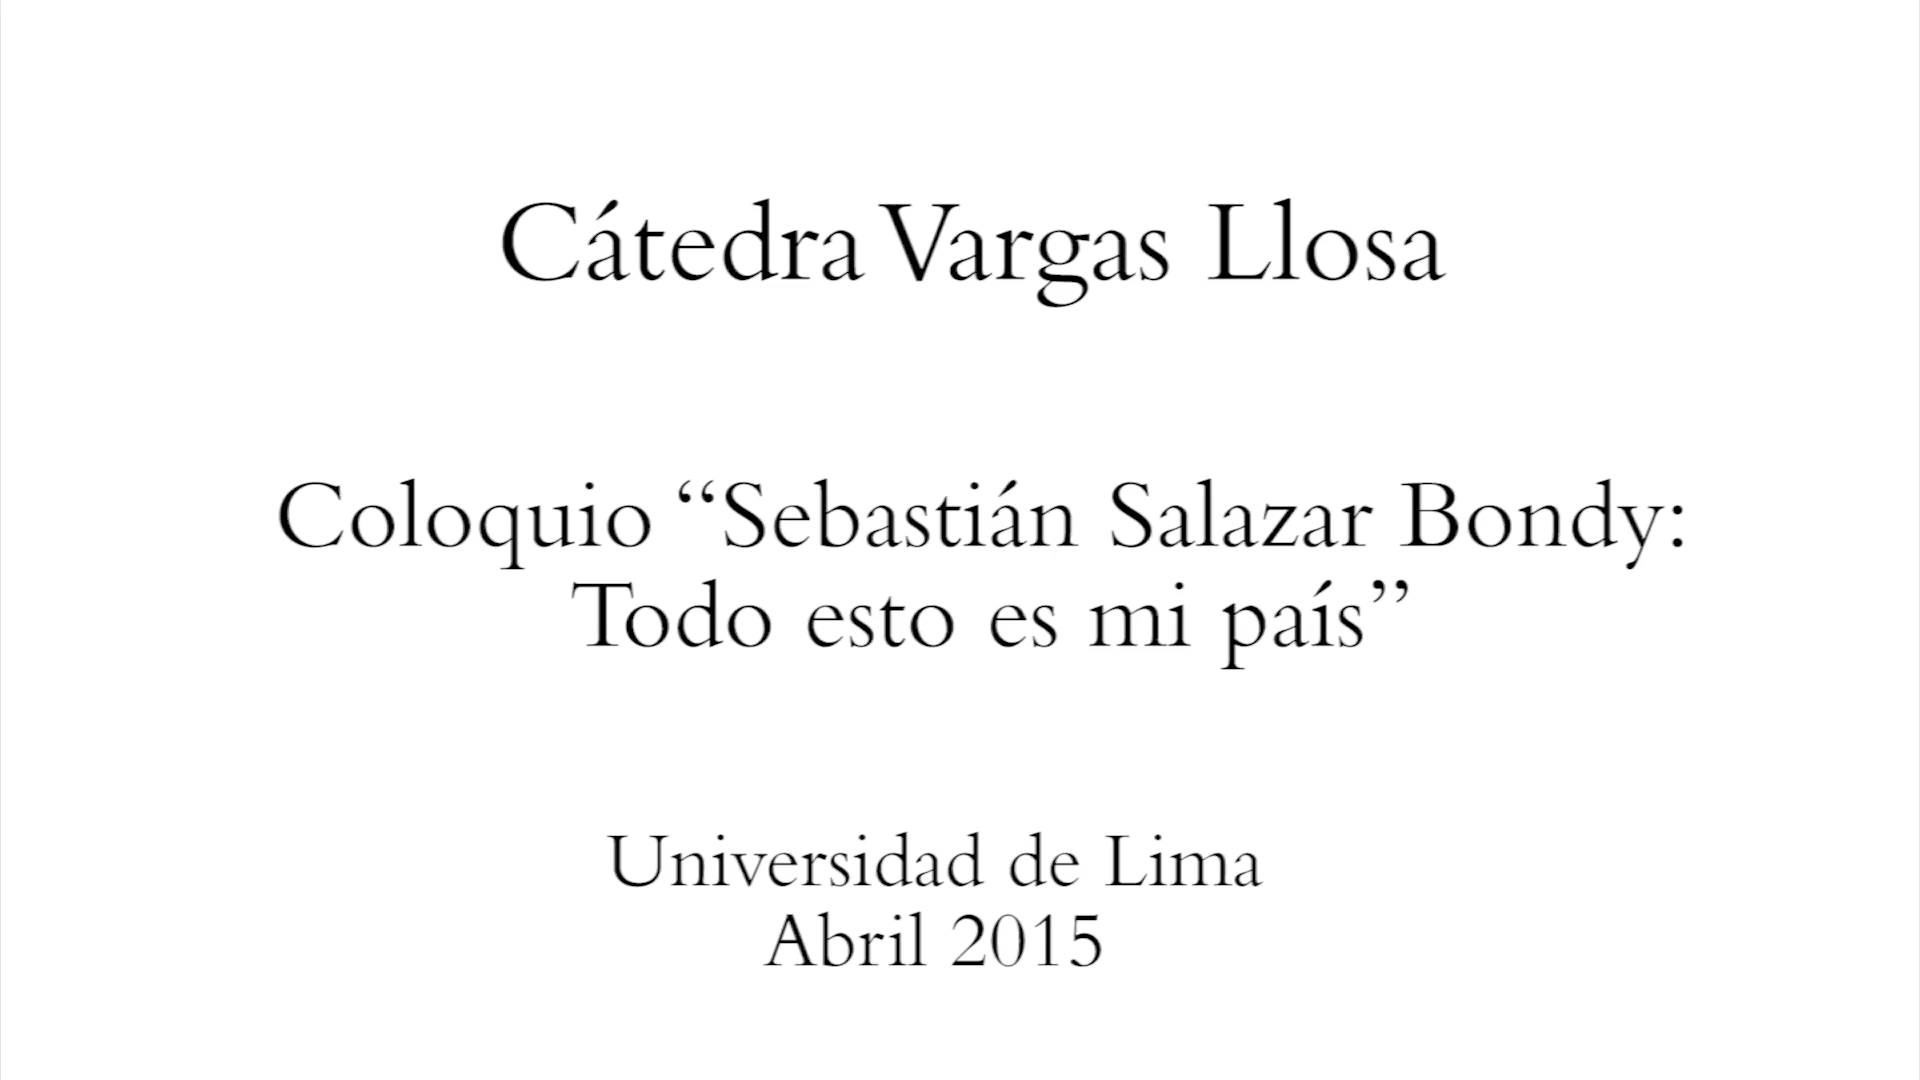 Cátedra Vargas Llosa
Coloquio “Sebastián Salazar Bondy:
Todo esto es mi país”
Universidad de Lima
Abril 2015